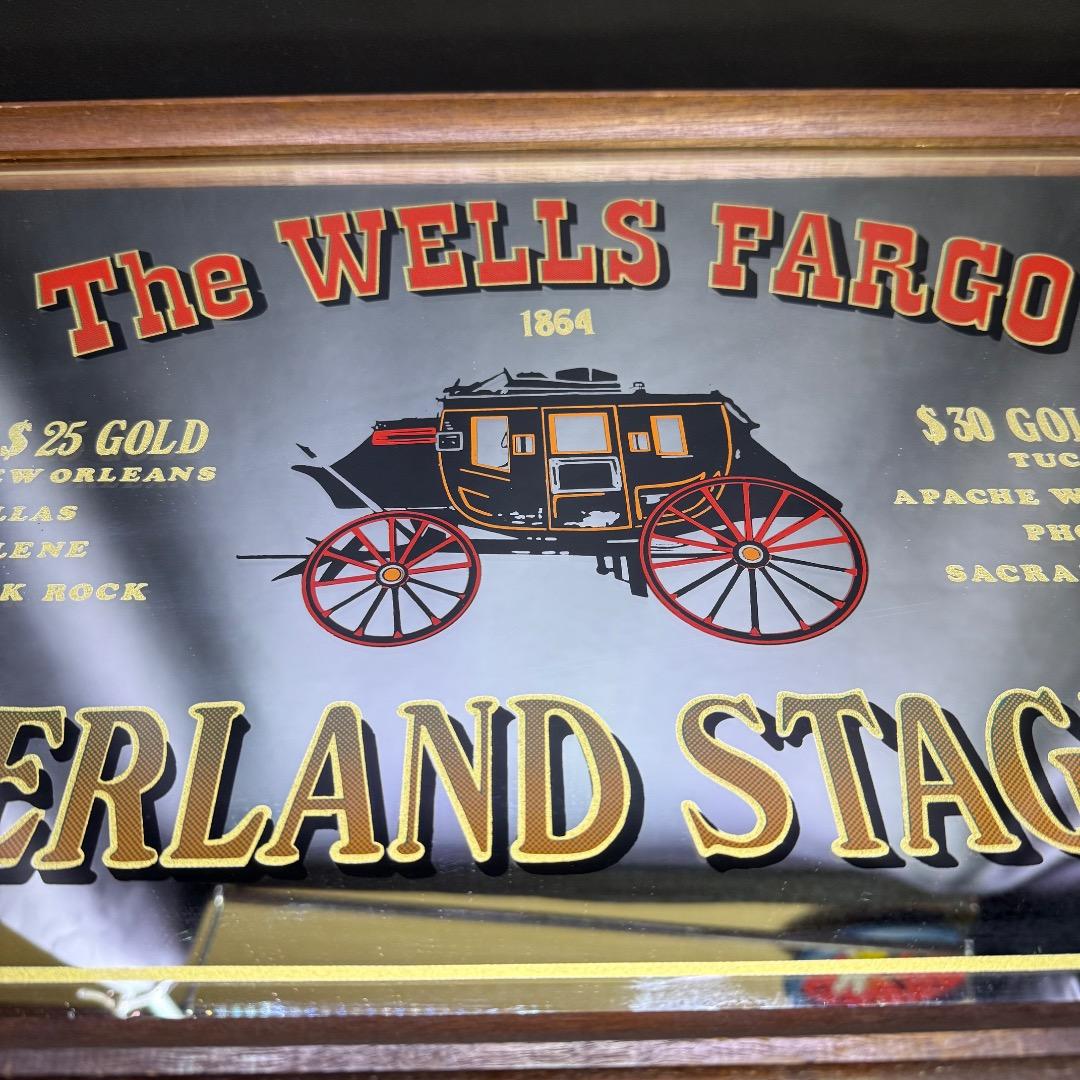 The WELLS FARGO
1864
$25 GOLD
EW ORLEANS
LLAS
LENE
K ROCK
$30 GOL
TUC
APACHE W
PHO
SACRA
ERLAND STAG